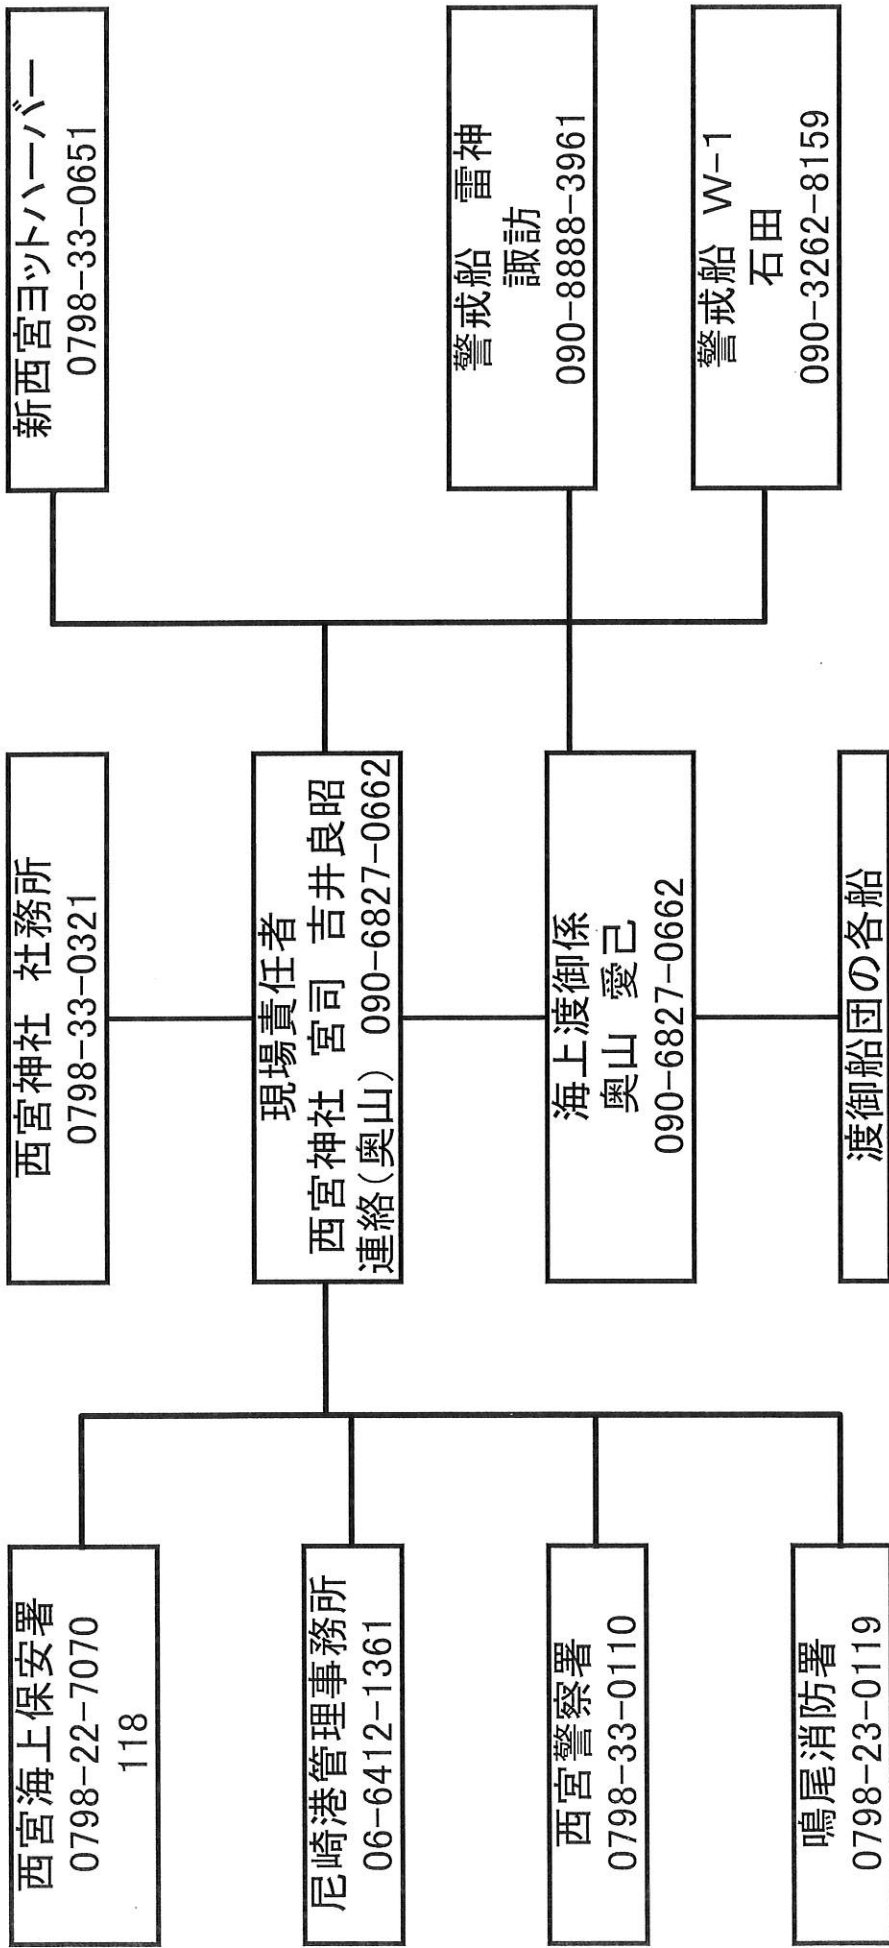 西宮海上保安署
0798-22-7070
118
尼崎港管理事務所
06-6412-1361
西宮警察署
0798-33-0110
鳴尾消防署
0798-23-0119
西宮神社 社務所
0798-33-0321
現場責任者
西宮神社 宮司 吉井良昭
連絡(奥山) 090-6827-0662
海上渡御係
奥山 愛己
090-6827-0662
渡御船団の各船
新西宮ヨットハーバー
0798-33-0651
警戒船 雷神
諏訪
090-8888-3961
警戒船 W-1
石田
090-3262-8159